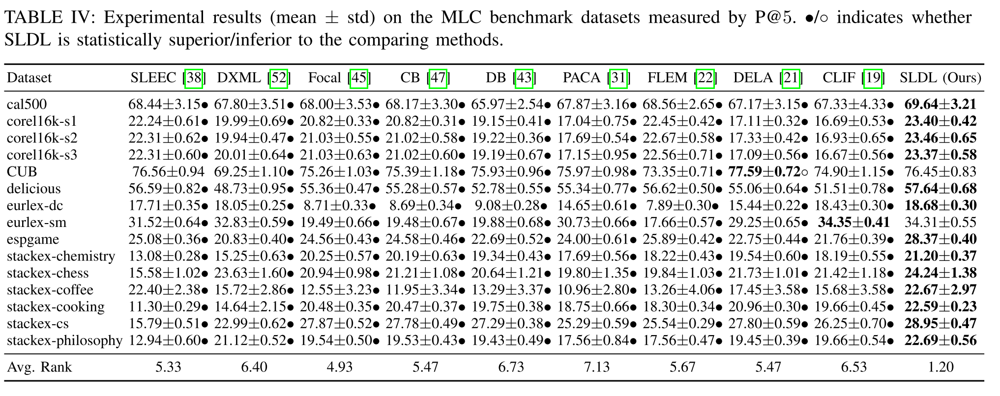 TABLE IV: Experimental results (mean ± std) on the MLC benchmark datasets measured by P@5. ●/○ indicates whether
SLDL is statistically superior/inferior to the comparing methods.
Dataset SLEEC [38] DXML [52] Focal [45] CB [47] DB [43] PACA [31] FLEM [22] DELA [21] CLIF [19] SLDL (Ours)
cal500 68.44±3.15● 67.80±3.51● 68.00±3.53● 68.17±3.30● 65.97±2.54● 67.87±3.16● 68.56±2.65● 67.17±3.15● 67.33±4.33● 69.64±3.21
corel16k-s1 22.24±0.61● 19.99±0.69● 20.82±0.33● 20.82±0.31● 19.15±0.41● 17.04±0.75● 22.45±0.42● 17.11±0.32● 16.69±0.53● 23.40±0.42
corel16k-s2 22.31±0.62● 19.94±0.47● 21.03±0.55● 21.02±0.58● 19.22±0.36● 17.69±0.54● 22.67±0.58● 17.33±0.42● 16.93±0.65● 23.46±0.65
corel16k-s3 22.31±0.60● 20.01±0.64● 21.03±0.63● 21.02±0.60● 19.19±0.67● 17.15±0.95● 22.56±0.71● 17.09±0.56● 16.67±0.56● 23.37±0.58
CUB 76.56±0.94 69.25±1.10● 75.26±1.03● 75.39±1.18● 75.93±0.96● 75.97±0.98● 73.35±0.71● 77.59±0.72○ 74.90±1.15● 76.45±0.83
delicious 56.59±0.82● 48.73±0.95● 55.36±0.47● 55.28±0.57● 52.78±0.55● 55.34±0.77● 56.62±0.50● 55.06±0.64● 51.51±0.78● 57.64±0.68
eurlex-dc 17.71±0.35● 18.05±0.25● 8.71±0.33● 8.69±0.34● 9.08±0.28● 14.65±0.61● 7.89±0.30● 15.44±0.22● 18.43±0.30● 18.68±0.30
eurlex-sm 31.52±0.64● 32.83±0.59● 19.49±0.66● 19.48±0.67● 19.88±0.68● 30.73±0.66● 17.66±0.57● 29.25±0.65● 34.35±0.41 34.31±0.55
espgame 25.08±0.36● 20.83±0.40● 24.56±0.43● 24.58±0.46● 22.69±0.52● 24.00±0.61● 25.89±0.42● 22.75±0.44● 21.76±0.39● 28.37±0.40
stackex-chemistry 13.08±0.28● 15.25±0.63● 20.25±0.57● 20.19±0.63● 19.34±0.43● 17.69±0.56● 18.22±0.43● 19.54±0.60● 18.19±0.55● 21.20±0.37
stackex-chess 15.58±1.02● 23.63±1.60● 20.94±0.98● 21.21±1.08● 20.64±1.21● 19.80±1.35● 19.84±1.03● 21.73±1.01● 21.42±1.18● 24.24±1.38
stackex-coffee 22.40±2.38● 15.72±2.86● 12.55±3.23● 11.95±3.34● 13.29±3.37● 10.96±2.80● 13.26±4.06● 17.45±3.58● 15.68±3.58● 22.67±2.97
stackex-cooking 11.30±0.29● 14.64±2.15● 20.48±0.35● 20.47±0.37● 19.75±0.38● 18.75±0.66● 18.30±0.34● 20.96±0.30● 19.66±0.45● 22.59±0.23
stackex-cs 15.79±0.51● 22.99±0.62● 27.87±0.52● 27.78±0.49● 27.29±0.38● 25.29±0.59● 25.54±0.29● 27.80±0.59● 26.25±0.70● 28.95±0.47
stackex-philosophy 12.94±0.60● 21.12±0.52● 19.54±0.50● 19.53±0.43● 19.43±0.49● 17.56±0.84● 17.56±0.47● 19.45±0.39● 19.66±0.54● 22.69±0.56
Avg. Rank 5.33 6.40 4.93 5.47 6.73 7.13 5.67 5.47 6.53 1.20